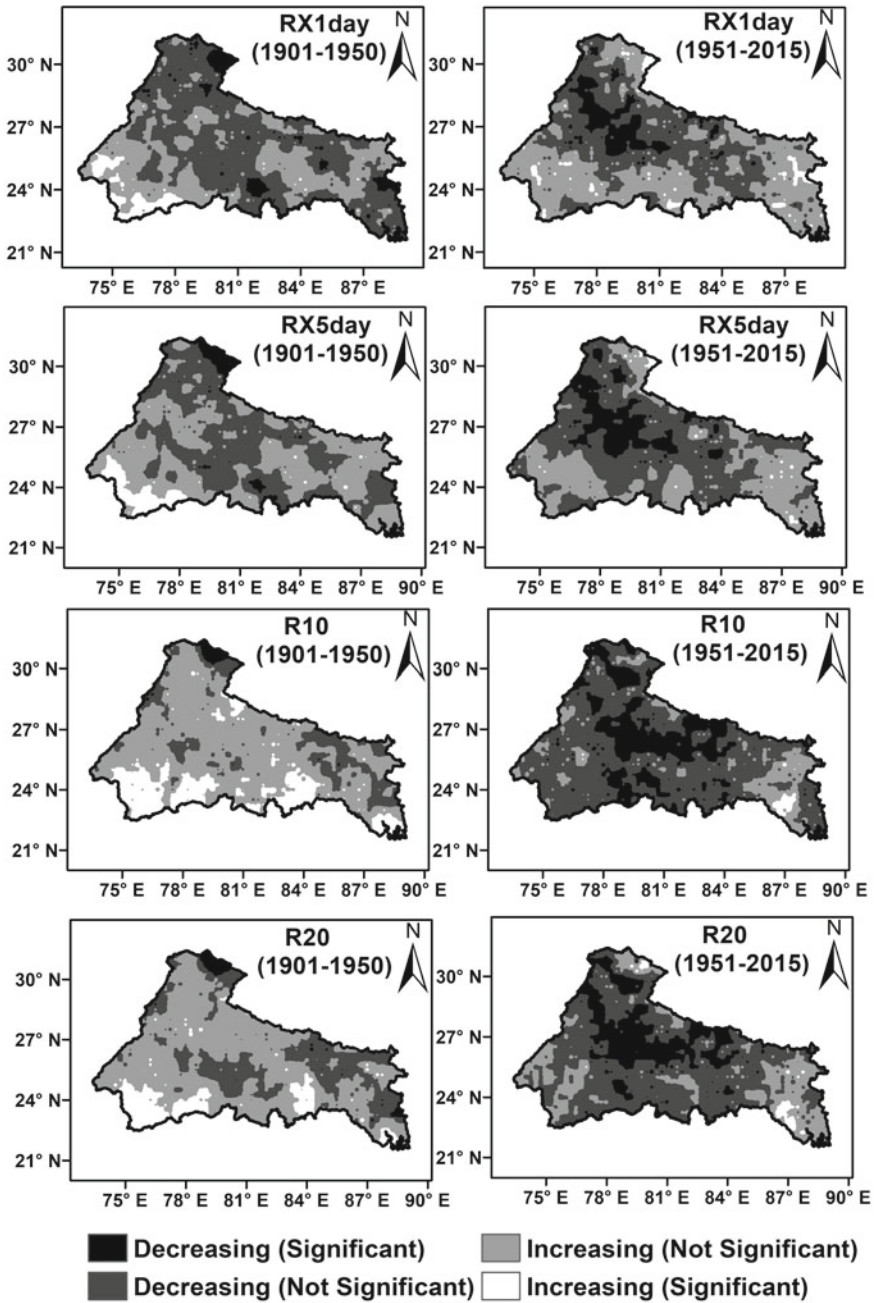 RX1day
(1901-1950)
N
30° N
27° N
24° N
21° N
75° E 78° E 81° E 84° E 87° E
RX1day
(1951-2015)
N
30° N
27° N
24° N
21° N
75° E 78° E 81° E 84° E 87° E
RX5day
(1901-1950)
N
30° N
27° N
24° N
21° N
75° E 78° E 81° E 84° E 87° E 90° E
RX5day
(1951-2015)
N
30° N
27° N
24° N
21° N
75° E 78° E 81° E 84° E 87° E 90° E
R10
(1901-1950)
N
30° N
27° N
24° N
21° N
75° E 78° E 81° E 84° E 87° E 90° E
R10
(1951-2015)
N
30° N
27° N
24° N
21° N
75° E 78° E 81° E 84° E 87° E 90° E
R20
(1901-1950)
N
30° N
27° N
24° N
21° N
75° E 78° E 81° E 84° E 87° E 90° E
R20
(1951-2015)
N
30° N
27° N
24° N
21° N
75° E 78° E 81° E 84° E 87° E 90° E
Decreasing (Significant)
Increasing (Not Significant)
Decreasing (Not Significant)
Increasing (Significant)